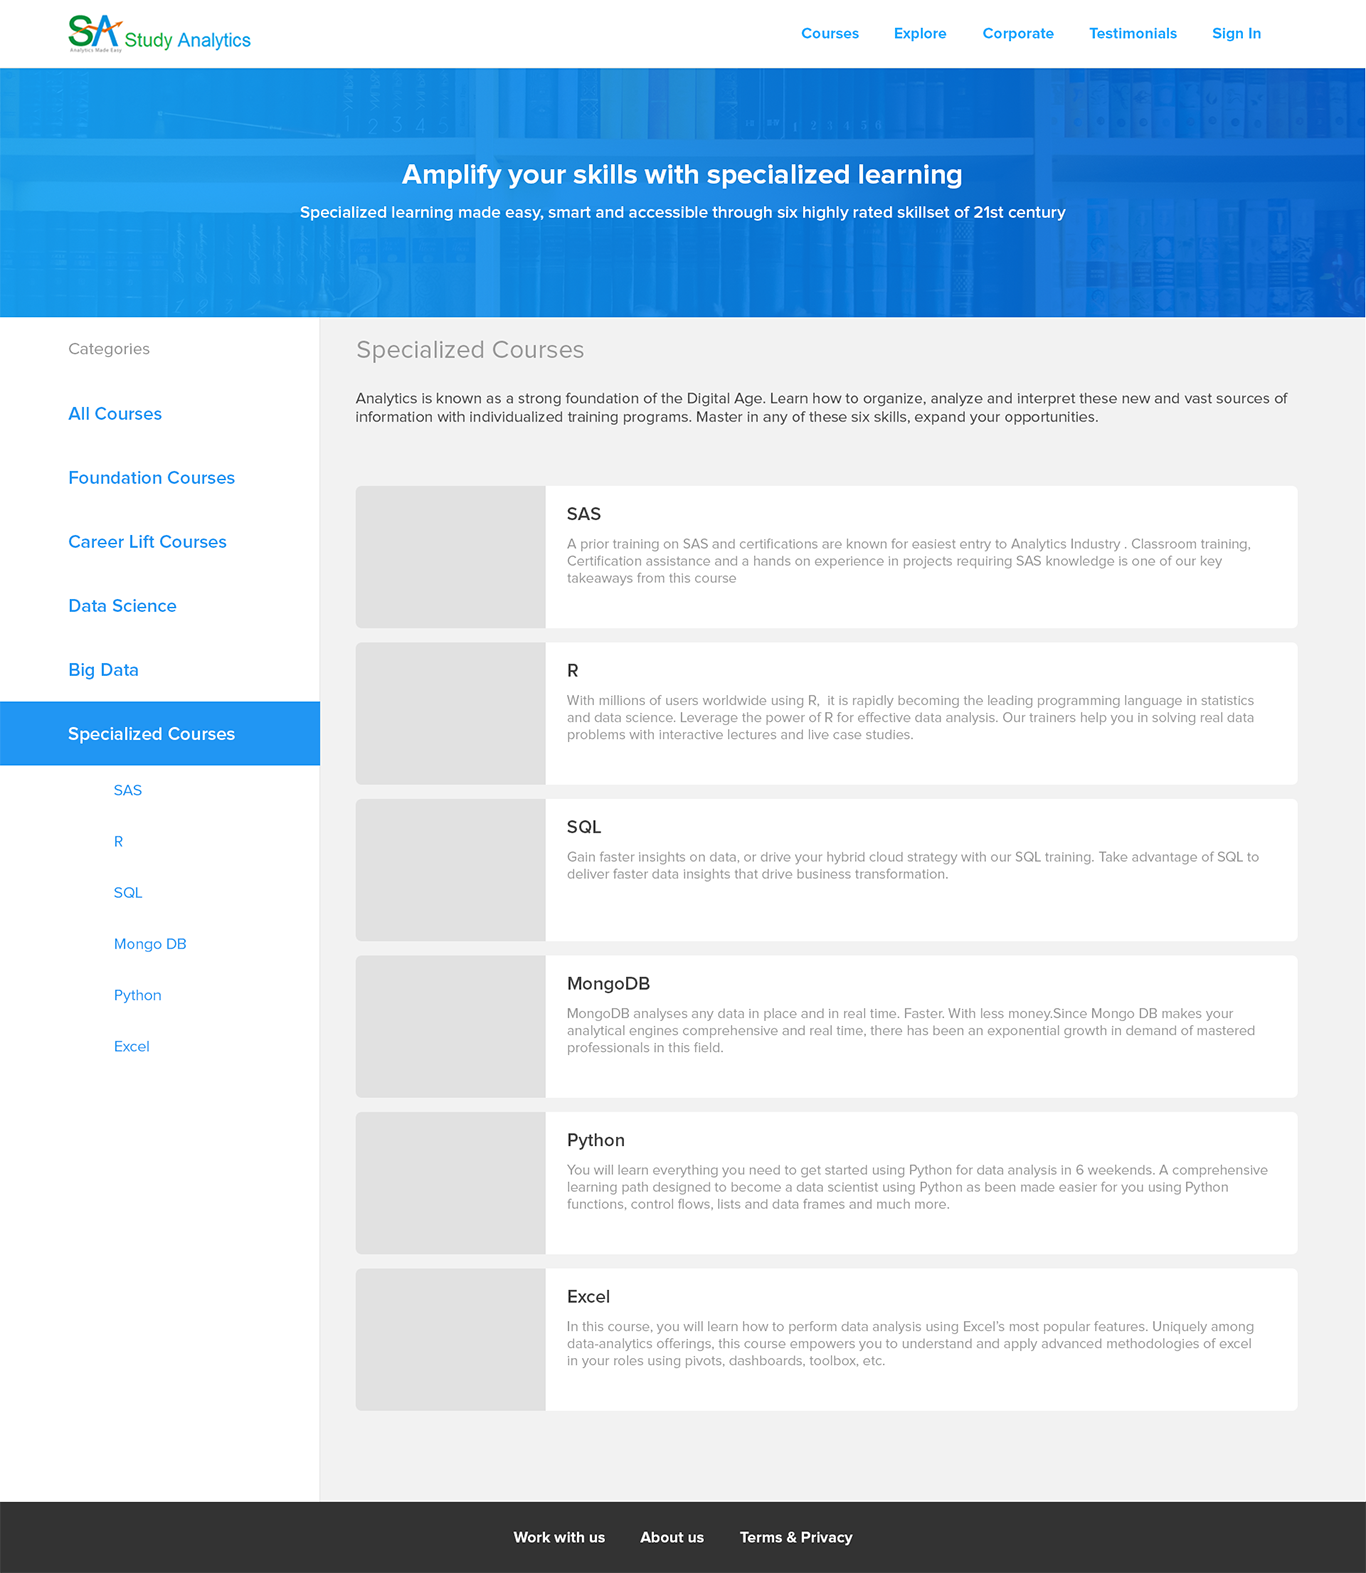 SA Study Analytics
Analytics Made Easy
Courses Explore Corporate Testimonials Sign In
1 2 3 4 5
1 2 3 4 5 6
Amplify your skills with specialized learning
Specialized learning made easy, smart and accessible through six highly rated skillset of 21st century
Categories
All Courses
Foundation Courses
Career Lift Courses
Data Science
Big Data
Specialized Courses
SAS
R
SQL
Mongo DB
Python
Excel
Specialized Courses
Analytics is known as a strong foundation of the Digital Age. Learn how to organize, analyze and interpret these new and vast sources of
information with individualized training programs. Master in any of these six skills, expand your opportunities.
SAS
A prior training on SAS and certifications are known for easiest entry to Analytics Industry . Classroom training,
Certification assistance and a hands on experience in projects requiring SAS knowledge is one of our key
takeaways from this course
R
With millions of users worldwide using R,  it is rapidly becoming the leading programming language in statistics
and data science. Leverage the power of R for effective data analysis. Our trainers help you in solving real data
problems with interactive lectures and live case studies.
SQL
Gain faster insights on data, or drive your hybrid cloud strategy with our SQL training. Take advantage of SQL to
deliver faster data insights that drive business transformation.
MongoDB
MongoDB analyses any data in place and in real time. Faster. With less money.Since Mongo DB makes your
analytical engines comprehensive and real time, there has been an exponential growth in demand of mastered
professionals in this field.
Python
You will learn everything you need to get started using Python for data analysis in 6 weekends. A comprehensive
learning path designed to become a data scientist using Python as been made easier for you using Python
functions, control flows, lists and data frames and much more.
Excel
In this course, you will learn how to perform data analysis using Excel's most popular features. Uniquely among
data-analytics offerings, this course empowers you to understand and apply advanced methodologies of excel
in your roles using pivots, dashboards, toolbox, etc.
Work with us About us Terms & Privacy